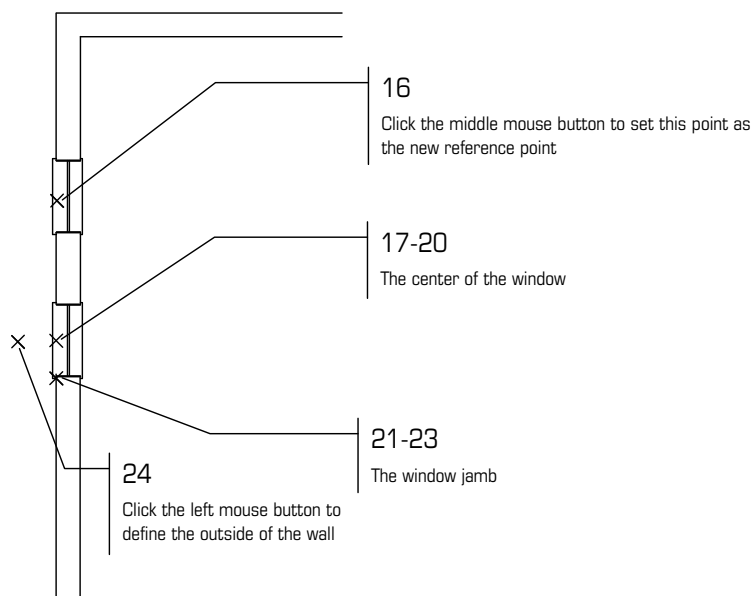 16
Click the middle mouse button to set this point as
the new reference point
17-20
The center of the window
21-23
The window jamb
24
Click the left mouse button to
define the outside of the wall